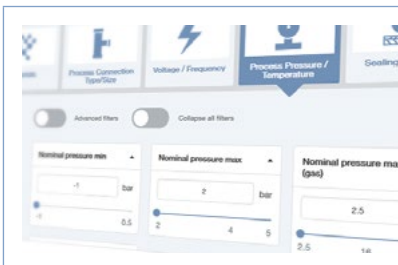 Process Connection
Type/Size
Voltage / Frequency
Process Pressure /
Temperature
Sealing
Advanced filters
Collapse all filters
Nominal pressure min
-1
bar
-1
0.5
Nominal pressure max
2
bar
2
4
5
Nominal pressure ma
(gas)
2.5
2.5
16